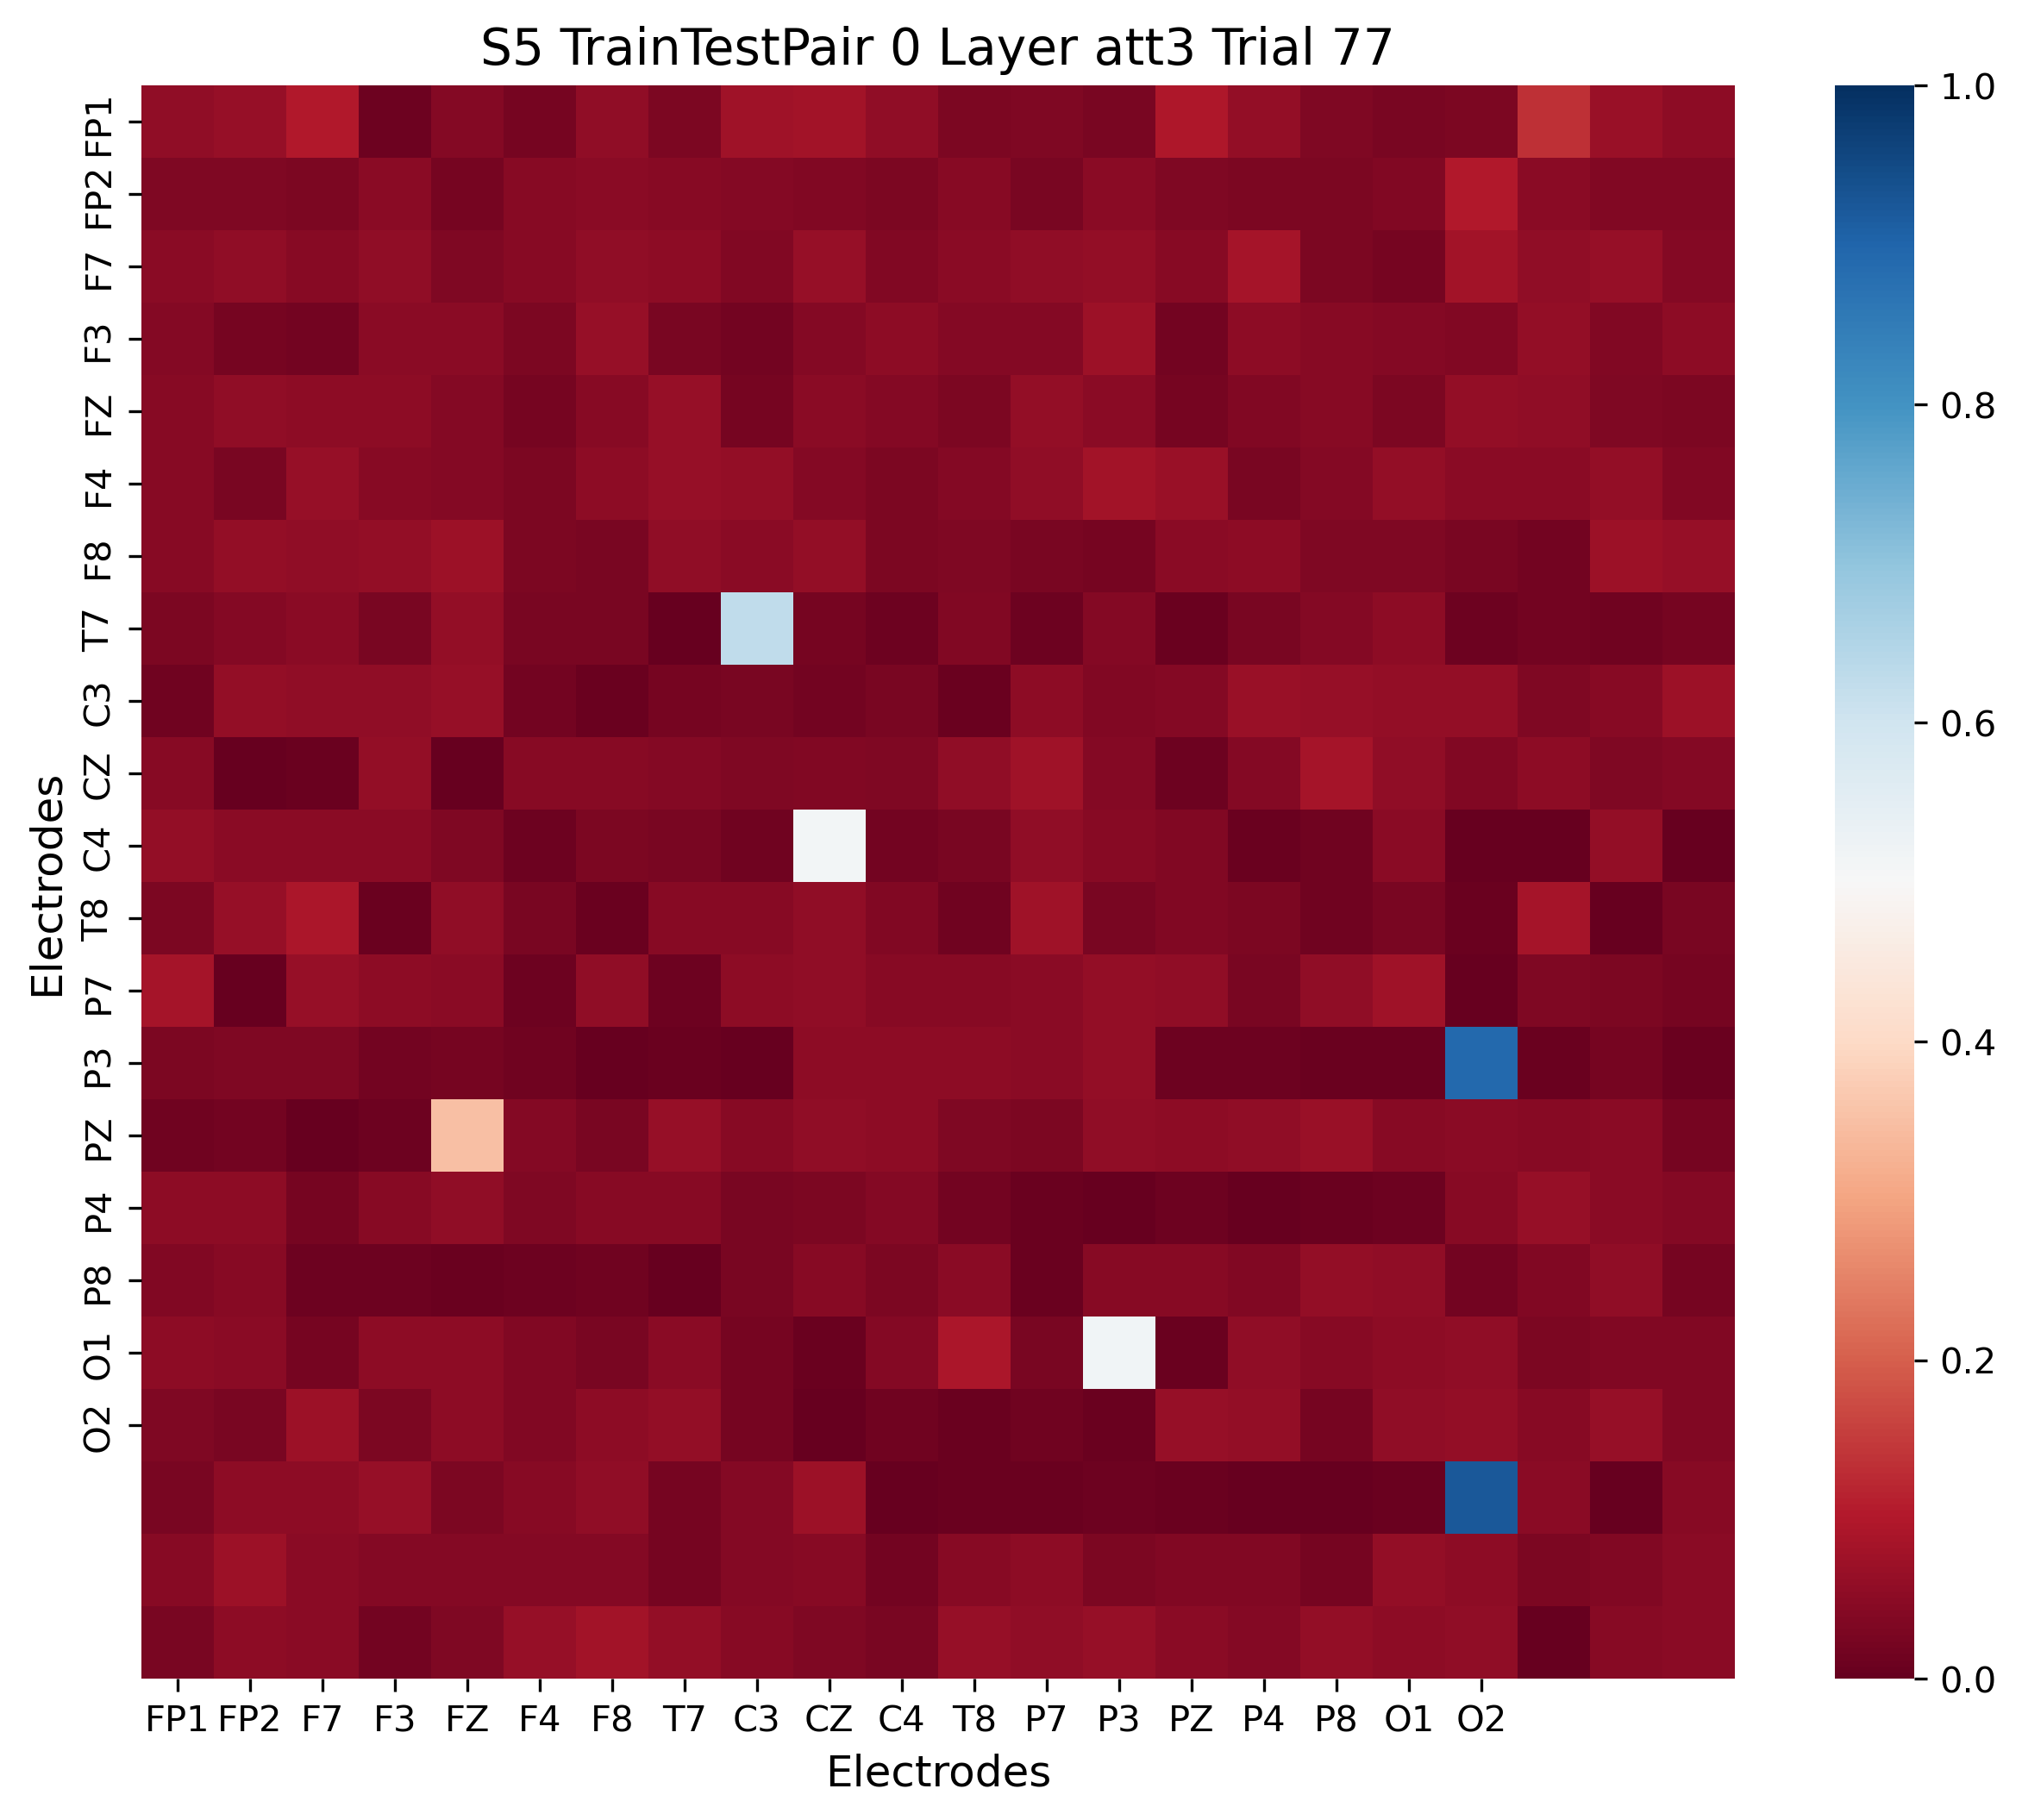 S5 TrainTestPair 0 Layer att3 Trial 77
Electrodes
FP1
FP2
F7
F3
FZ
F4
F8
T7
C3
CZ
C4
T8
P7
P3
PZ
P4
P8
O1
O2
FP1 FP2 F7 F3 FZ F4 F8 T7 C3 CZ C4 T8 P7 P3 PZ P4 P8 O1 O2
Electrodes
1.0
0.8
0.6
0.4
0.2
0.0